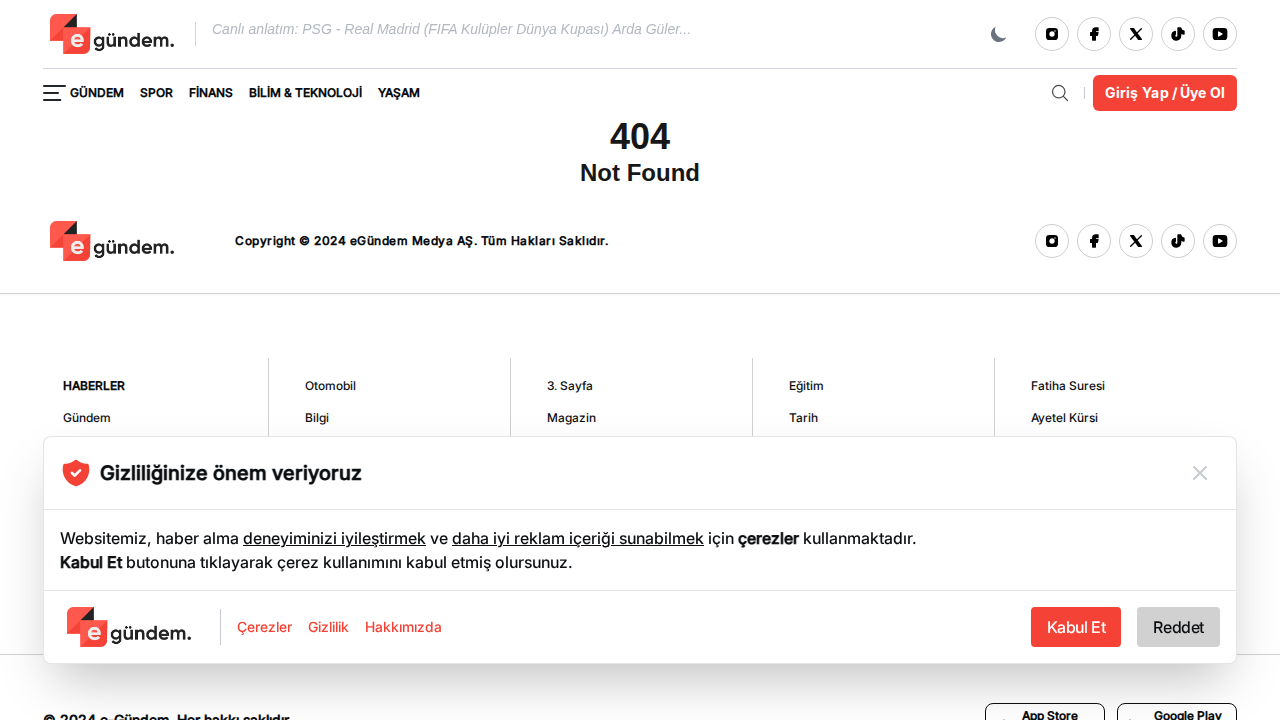 e gündem.
Canlı anlatım: PSG - Real Madrid (FIFA Kulüpler Dünya Kupası) Arda Güler...
GÜNDEM SPOR FİNANS BİLİM & TEKNOLOJİ YAŞAM
Giriş Yap / Üye Ol
404
Not Found
e gündem.
Copyright © 2024 eGündem Medya AŞ. Tüm Hakları Saklıdır.
HABERLER Otomobil 3. Sayfa Eğitim Fatiha Suresi
Gündem Bilgi Magazin Tarih Ayetel Kürsi
Gizliliğinize önem veriyoruz
Websitemiz, haber alma deneyiminizi iyileştirmek ve daha iyi reklam içeriği sunabilmek için çerezler kullanmaktadır.
Kabul Et butonuna tıklayarak çerez kullanımını kabul etmiş olursunuz.
e gündem.
Çerezler Gizlilik Hakkımızda
Kabul Et Reddet
© 2024 e-Gündem. Her hakkı saklıdır.
App Store Google Play